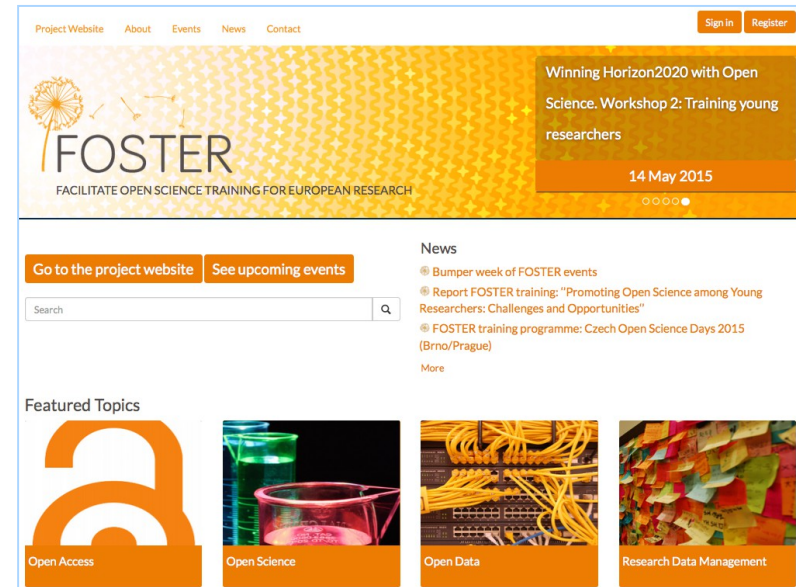 Project Website About Events News Contact
Sign in Register
FOSTER
FACILITATE OPEN SCIENCE TRAINING FOR EUROPEAN RESEARCH
Winning Horizon2020 with Open
Science. Workshop 2: Training young
researchers
14 May 2015
Go to the project website See upcoming events
Search
News
Bumper week of FOSTER events
Report FOSTER training: "Promoting Open Science among Young
Researchers: Challenges and Opportunities"
FOSTER training programme: Czech Open Science Days 2015
(Brno/Prague)
More
Featured Topics
Open Access
Open Science
Open Data
Research Data Management